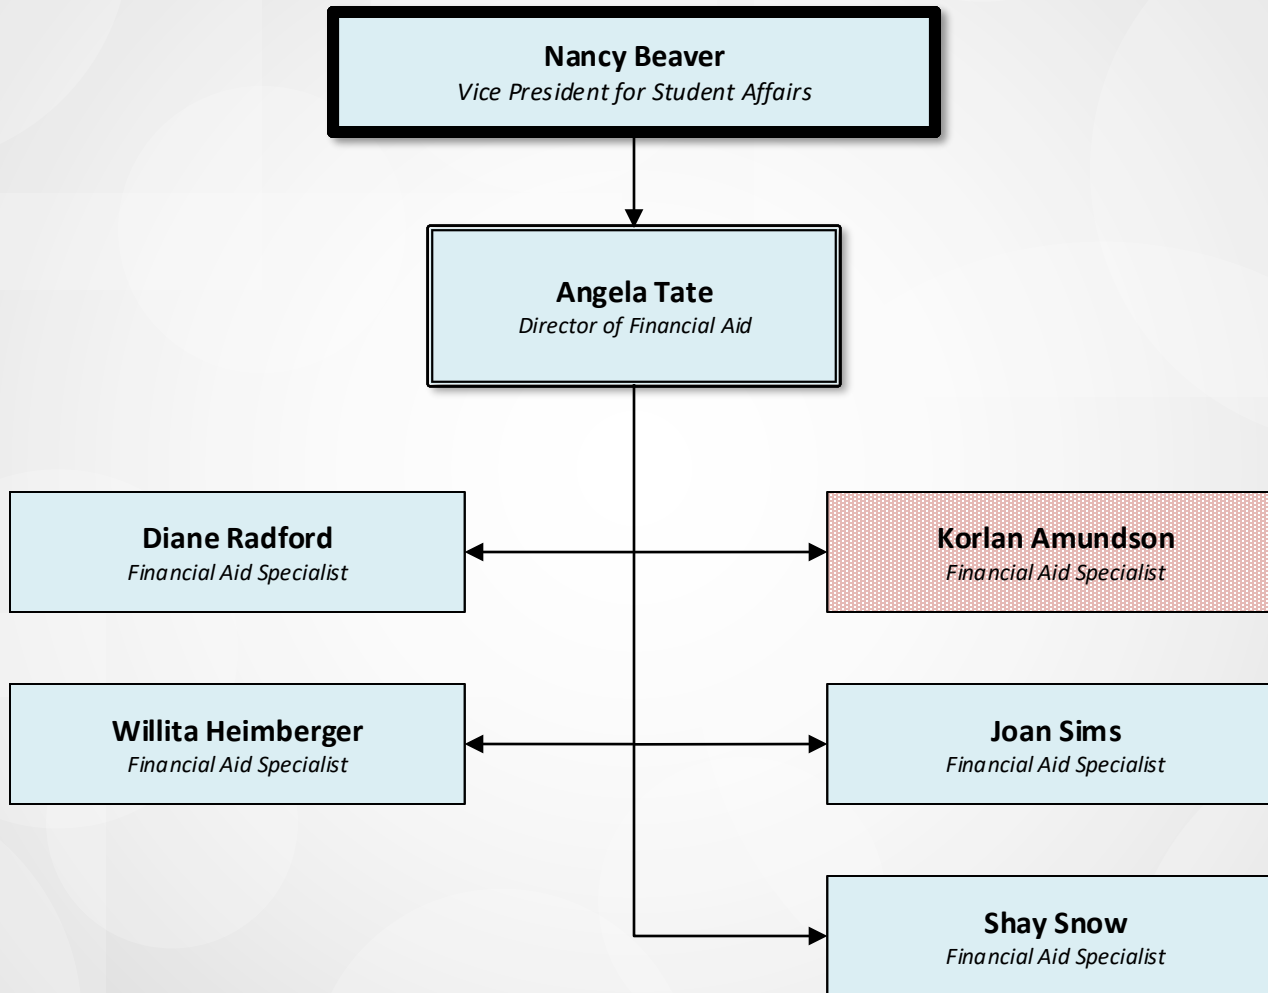 Nancy Beaver
Vice President for Student Affairs
Angela Tate
Director of Financial Aid
Diane Radford
Financial Aid Specialist
Korlan Amundson
Financial Aid Specialist
Willita Heimberger
Financial Aid Specialist
Joan Sims
Financial Aid Specialist
Shay Snow
Financial Aid Specialist